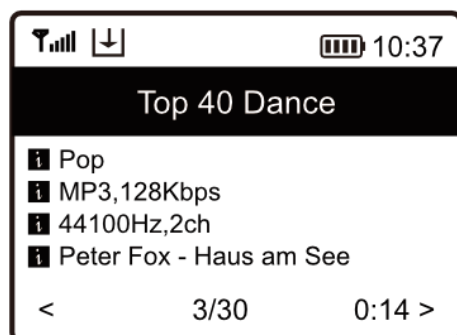 10:37
Top 40 Dance
i Pop
i MP3,128Kbps
i 44100Hz,2ch
i Peter Fox - Haus am See
< 3/30 0:14 >